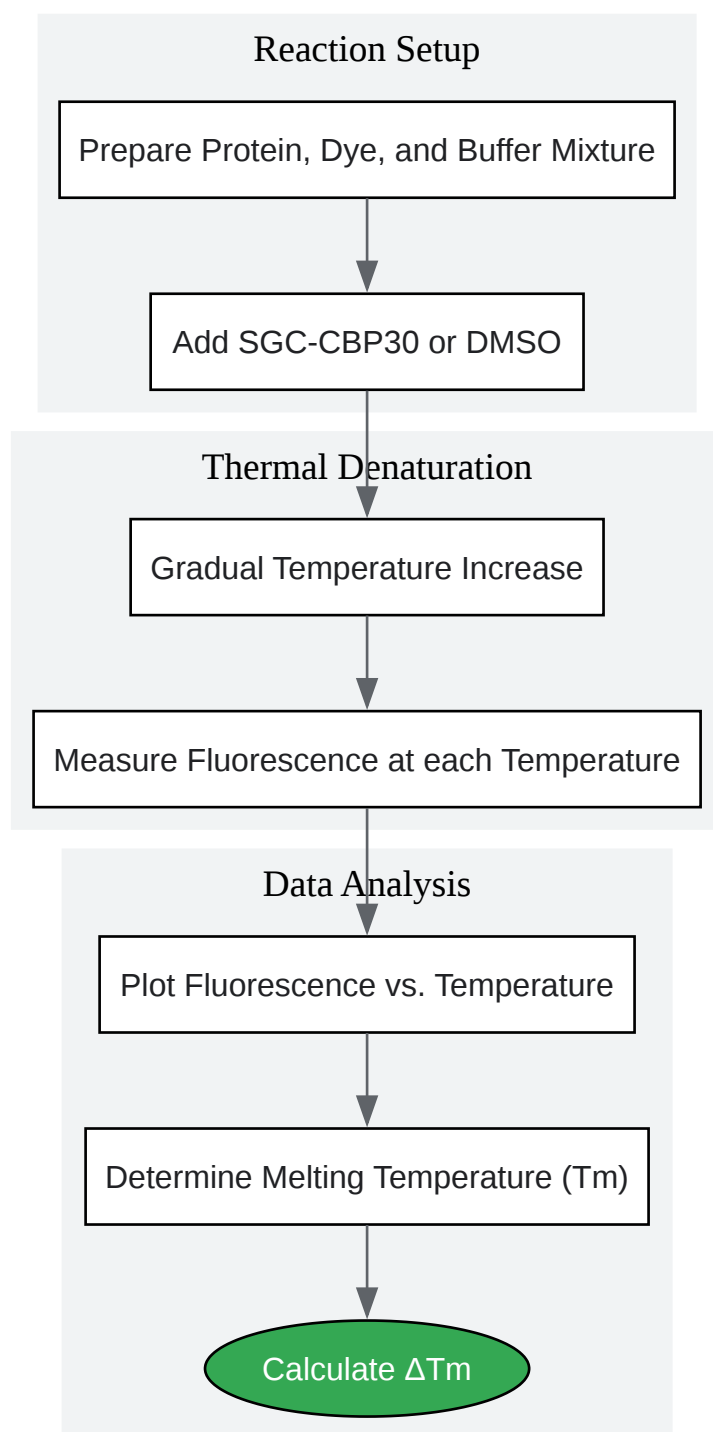 Reaction Setup
Prepare Protein, Dye, and Buffer Mixture
Add SGC-CBP30 or DMSO
Thermal Denaturation
Gradual Temperature Increase
Measure Fluorescence at each Temperature
Data Analysis
Plot Fluorescence vs. Temperature
Determine Melting Temperature (Tm)
Calculate ΔTm